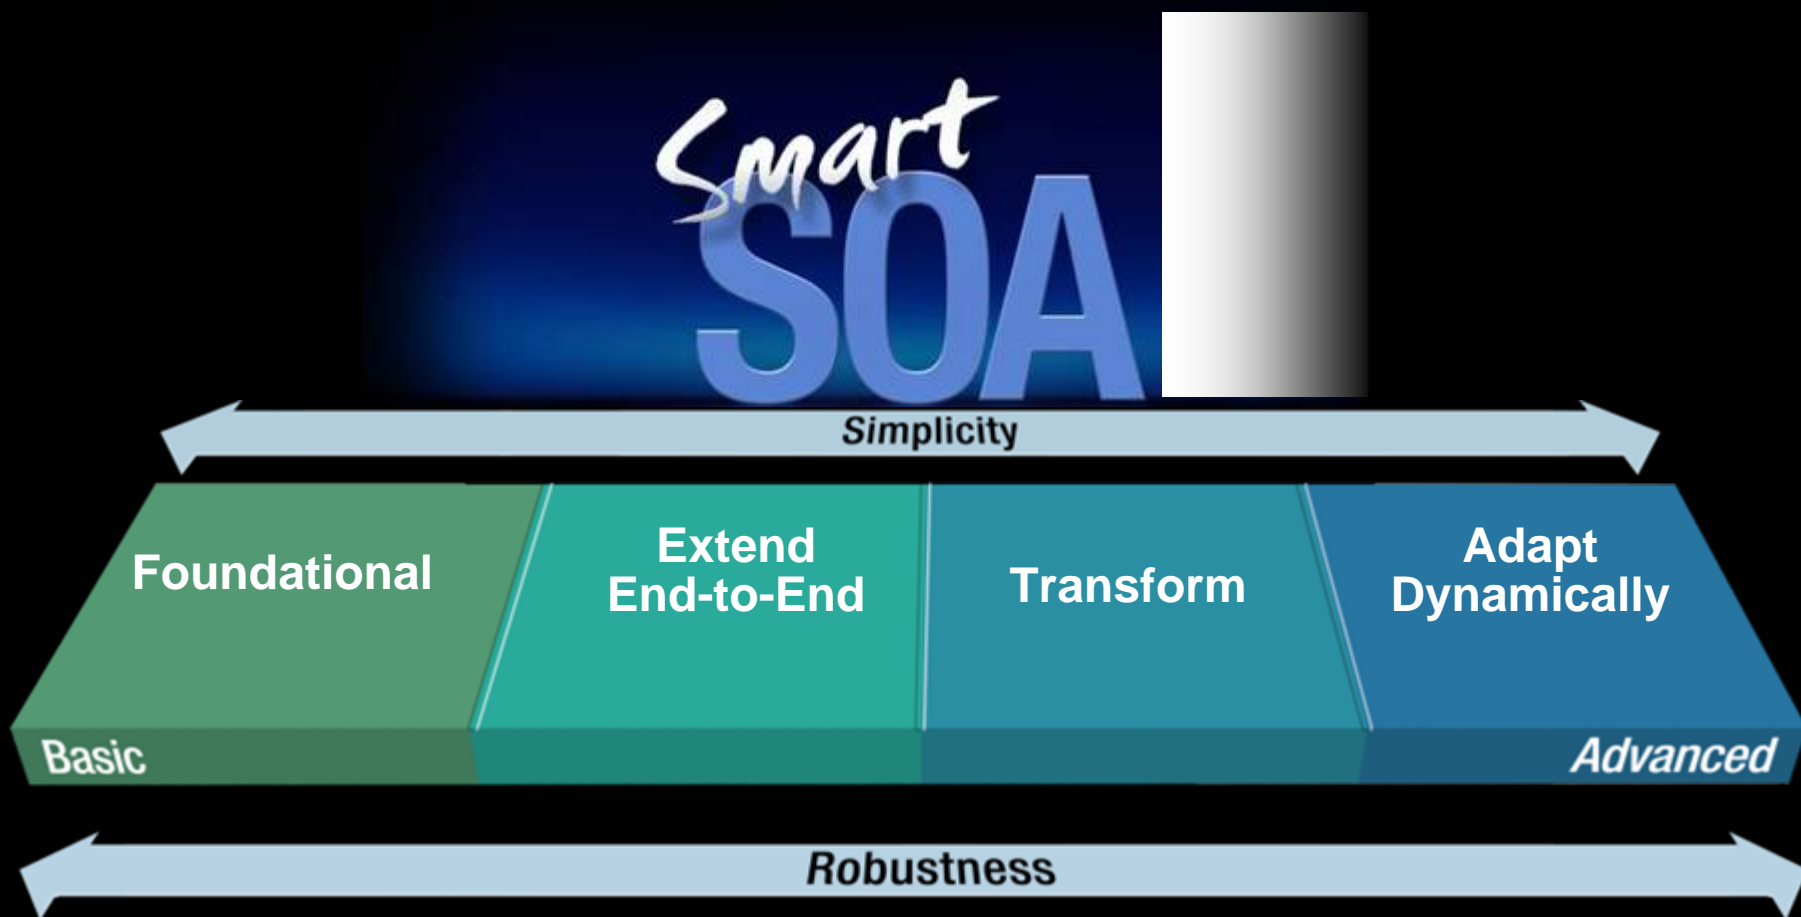 Smart
SOA
Simplicity
Foundational
Extend
End-to-End
Transform
Adapt
Dynamically
Basic
Advanced
Robustness